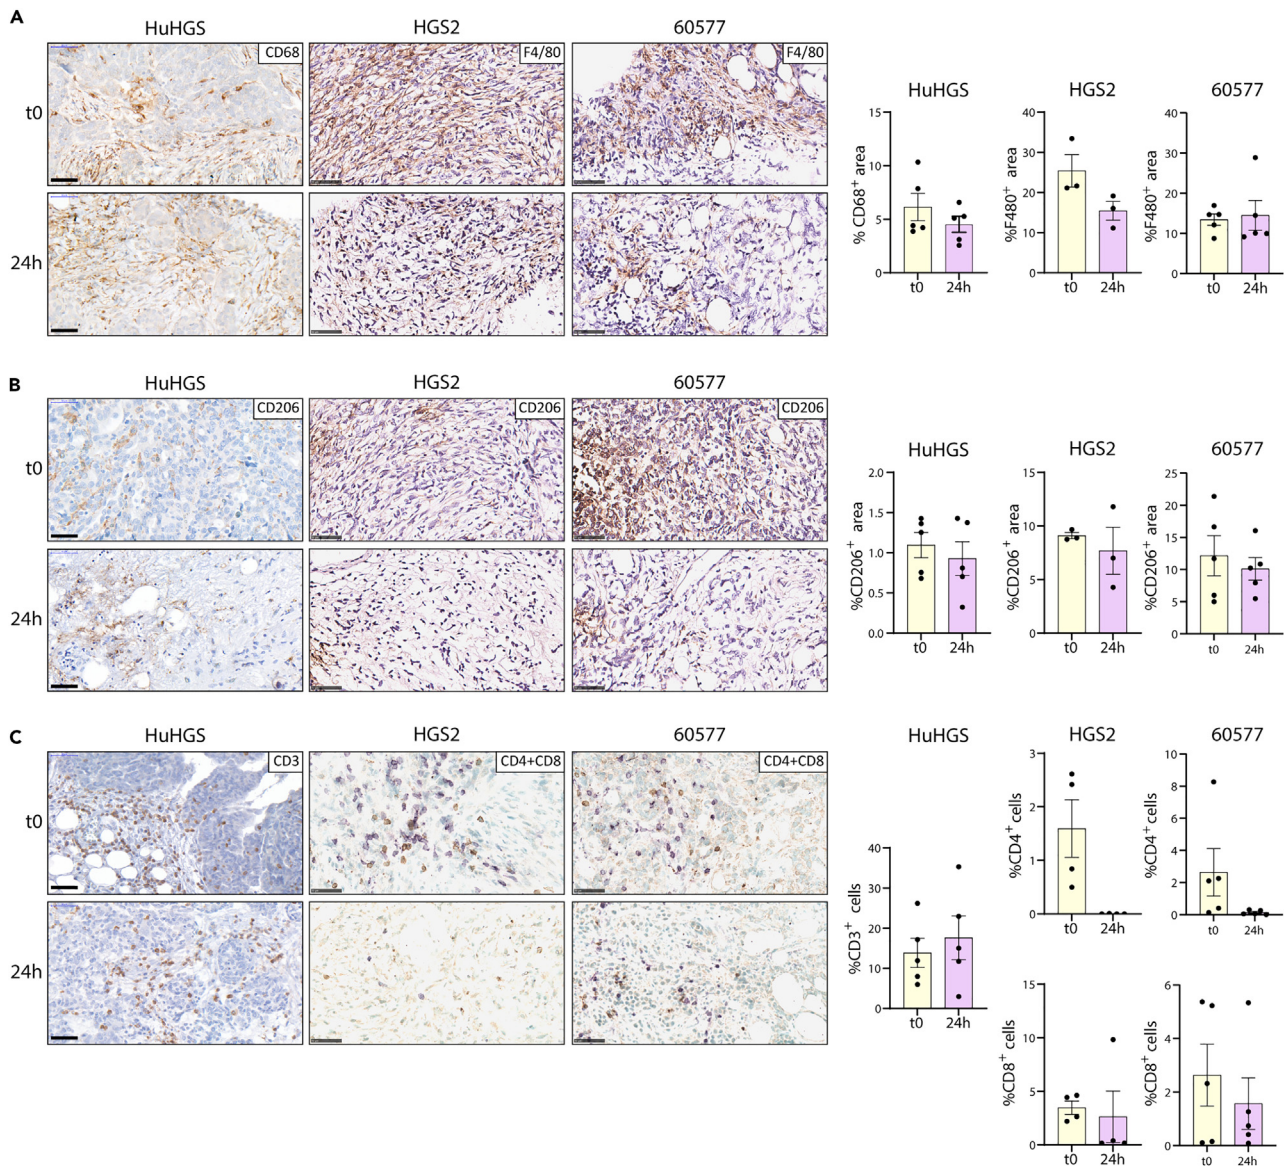 A
HuHGS
HGS2
60577
CD68
F4/80
F4/80
t0
24h
HuHGS
HGS2
60577
% CD68+ area
15
10
5
0
t0
24h
%F480+ area
40
30
20
10
0
t0
24h
%F480+ area
40
30
20
10
0
t0
24h
B
HuHGS
HGS2
60577
CD206
CD206
CD206
t0
24h
HuHGS
HGS2
60577
%CD206+ area
2.0
1.5
1.0
0.5
0.0
t0
24h
%CD206+ area
15
10
5
0
t0
24h
%CD206+ area
25
20
15
10
5
0
t0
24h
C
HuHGS
HGS2
60577
CD3
CD4+CD8
CD4+CD8
t0
24h
HuHGS
HGS2
60577
%CD3+ cells
40
30
20
10
0
t0
24h
%CD4+ cells
3
2
1
0
t0
24h
%CD4+ cells
10
8
6
4
2
0
t0
24h
%CD8+ cells
15
10
5
0
t0
24h
%CD8+ cells
6
4
2
0
t0
24h